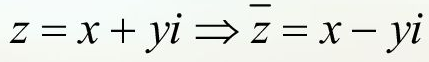 z = x + yi ⇒ z̅ = x − yi